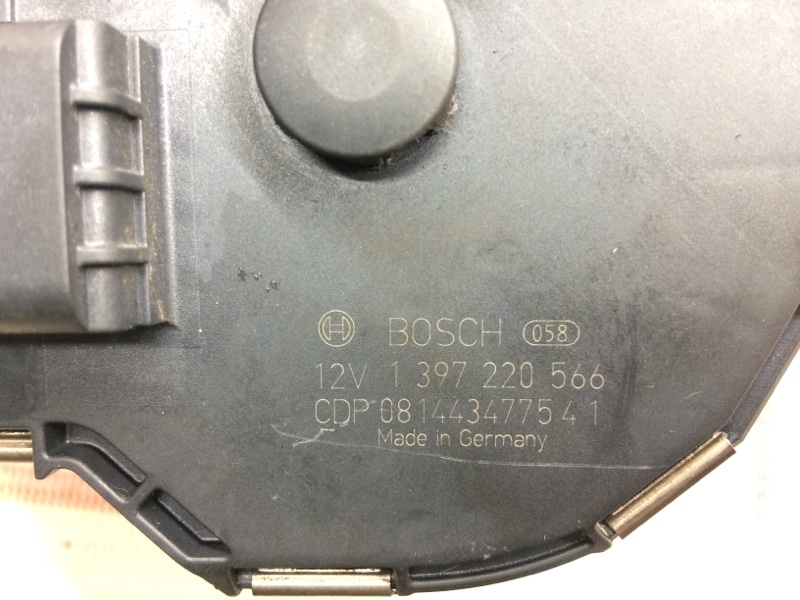 BOSCH 058
12V 1 397 220 566
CDP 08144347754 1
Made in Germany